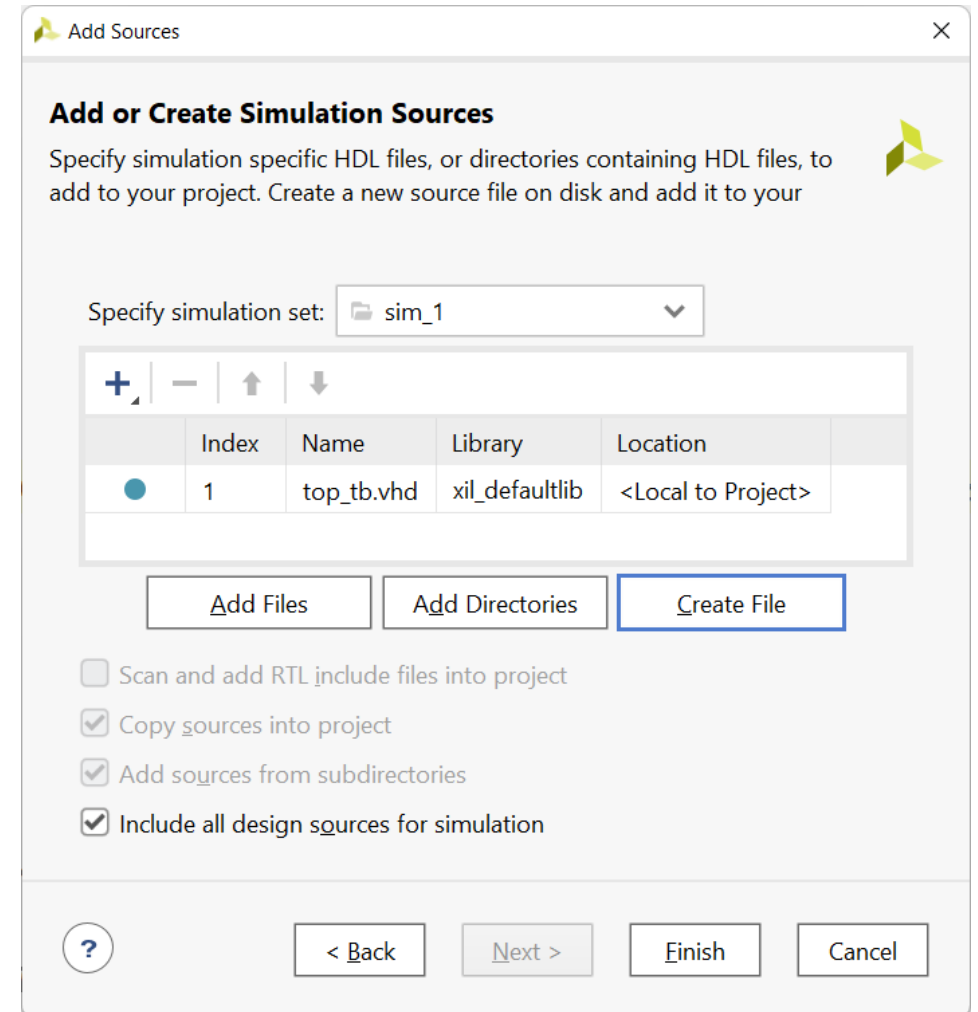 Add Sources
Add or Create Simulation Sources
Specify simulation specific HDL files, or directories containing HDL files, to
add to your project. Create a new source file on disk and add it to your
Specify simulation set: sim_1
Index Name Library Location
1 top_tb.vhd xil_defaultlib <Local to Project>
Add Files Add Directories Create File
Scan and add RTL include files into project
Copy sources into project
Add sources from subdirectories
Include all design sources for simulation
? < Back Next > Finish Cancel